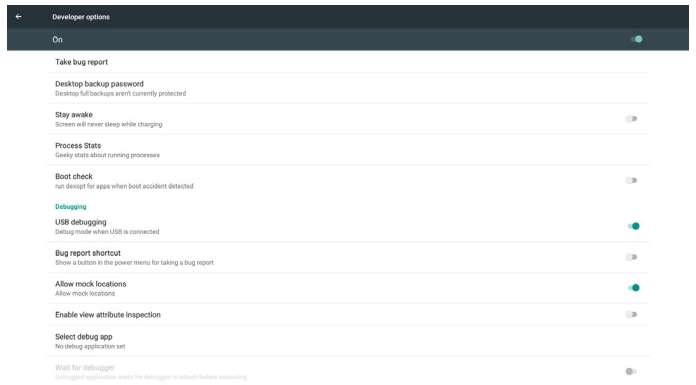 Developer options
On
Take bug report
Desktop backup password
Desktop full backups aren't currently protected
Stay awake
Screen will never sleep while charging
Process Stats
Geeky stats about running processes
Boot check
run dexopt for apps when boot accident detected
Debugging
USB debugging
Debug mode when USB is connected
Bug report shortcut
Show a button in the power menu for taking a bug report
Allow mock locations
Allow mock locations
Enable view attribute inspection
Select debug app
No debug application set
Wait for debugger
Debugged application waits for debugger to attach before executing